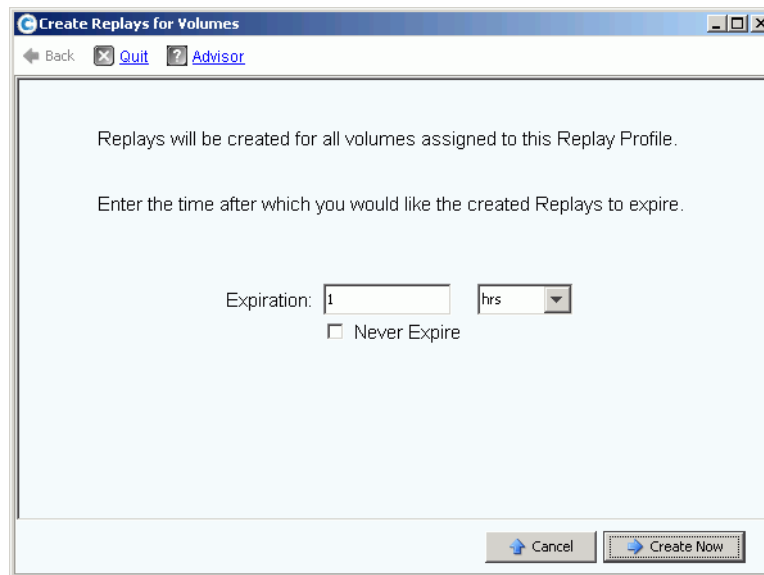 Create Replays for Volumes
Back Quit ? Advisor
Replays will be created for all volumes assigned to this Replay Profile.
Enter the time after which you would like the created Replays to expire.
Expiration: 1 hrs
Never Expire
Cancel Create Now